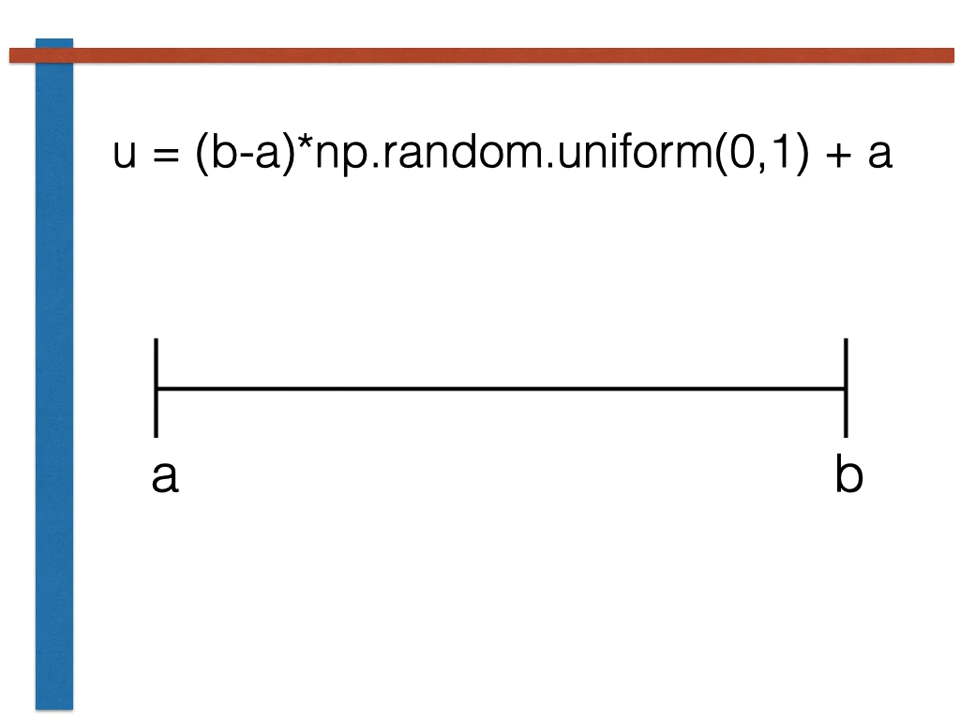 u = (b-a)*np.random.uniform(0,1) + a
a b